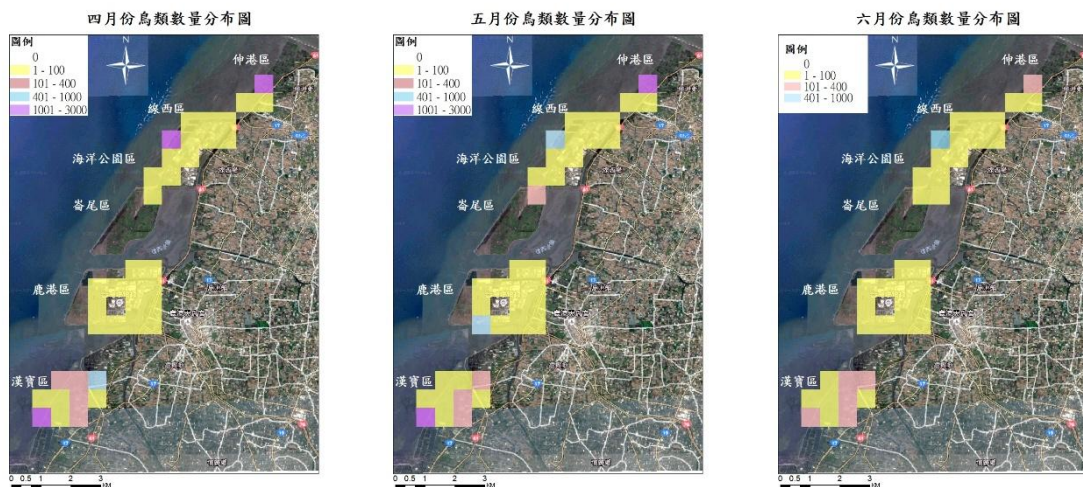 四月份鳥類數量分布圖
圖例
0
1 - 100
101 - 400
401 - 1000
1001 - 3000
N
伸港區
線西區
海洋公園區
崙尾區
鹿港區
漢寶區
17
0 0.5 1 2 3
五月份鳥類數量分布圖
圖例
0
1 - 100
101 - 400
401 - 1000
1001 - 3000
N
伸港區
線西區
海洋公園區
崙尾區
鹿港區
漢寶區
17
0 0.5 1 2 3
六月份鳥類數量分布圖
圖例
0
1 - 100
101 - 400
401 - 1000
N
伸港區
線西區
海洋公園區
崙尾區
鹿港區
漢寶區
17
0 0.5 1 2 3